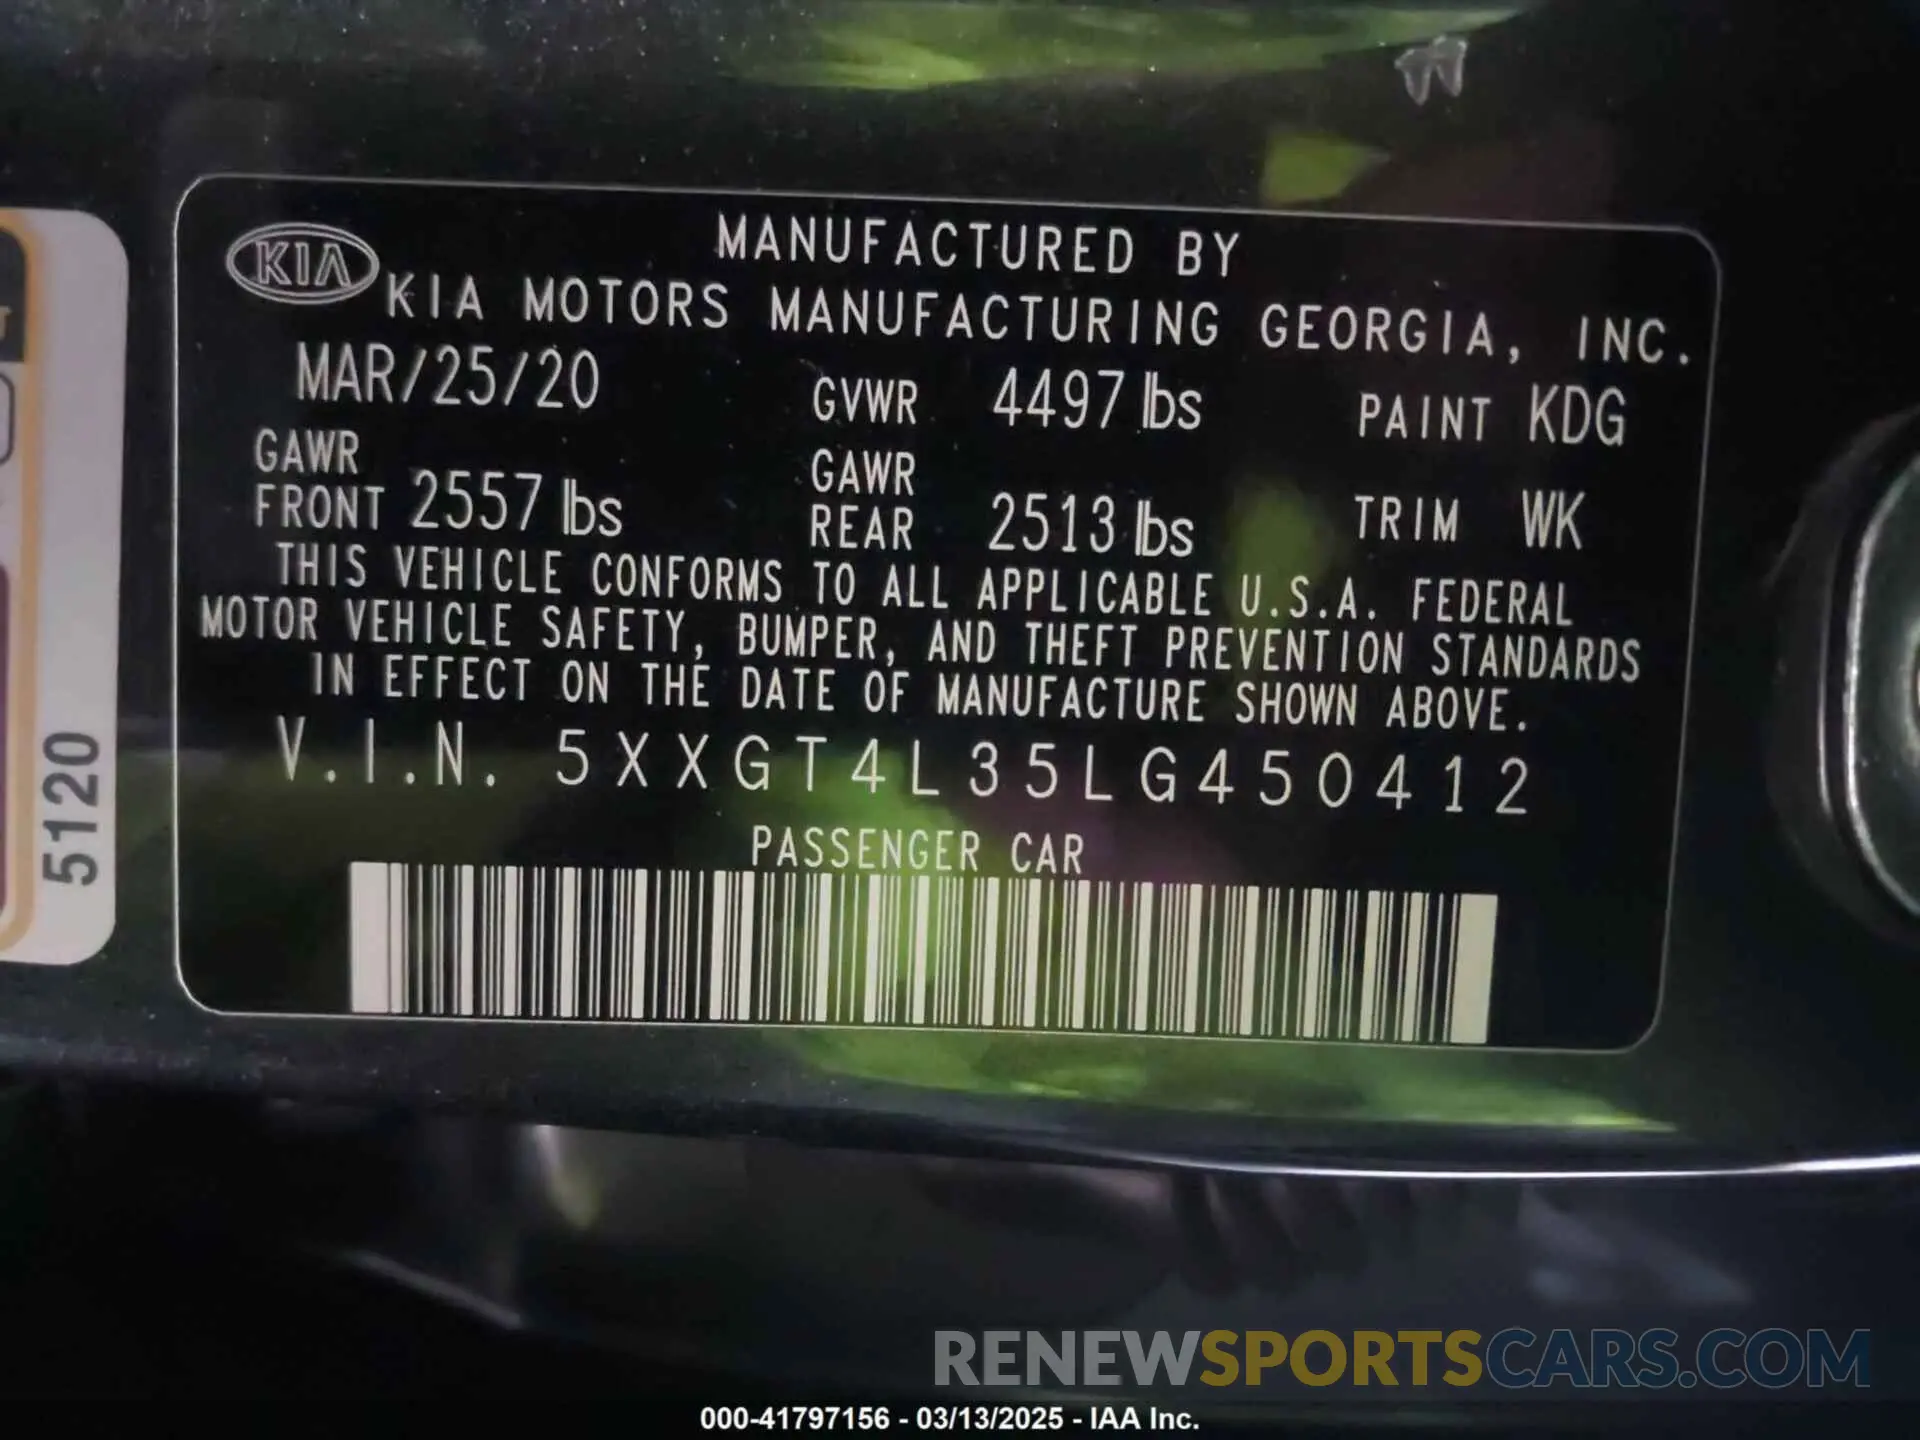 KIA
MANUFACTURED BY
KIA MOTORS MANUFACTURING GEORGIA, INC.
MAR/25/20 GVWR 4497 lbs PAINT KDG
GAWR FRONT 2557 lbs GAWR REAR 2513 lbs TRIM WK
THIS VEHICLE CONFORMS TO ALL APPLICABLE U.S.A. FEDERAL
MOTOR VEHICLE SAFETY, BUMPER, AND THEFT PREVENTION STANDARDS
IN EFFECT ON THE DATE OF MANUFACTURE SHOWN ABOVE.
V.I.N. 5XXGT4L35LG450412
PASSENGER CAR
5120
RENEWSPORTSCARS.COM
000-41797156 - 03/13/2025 - IAA Inc.